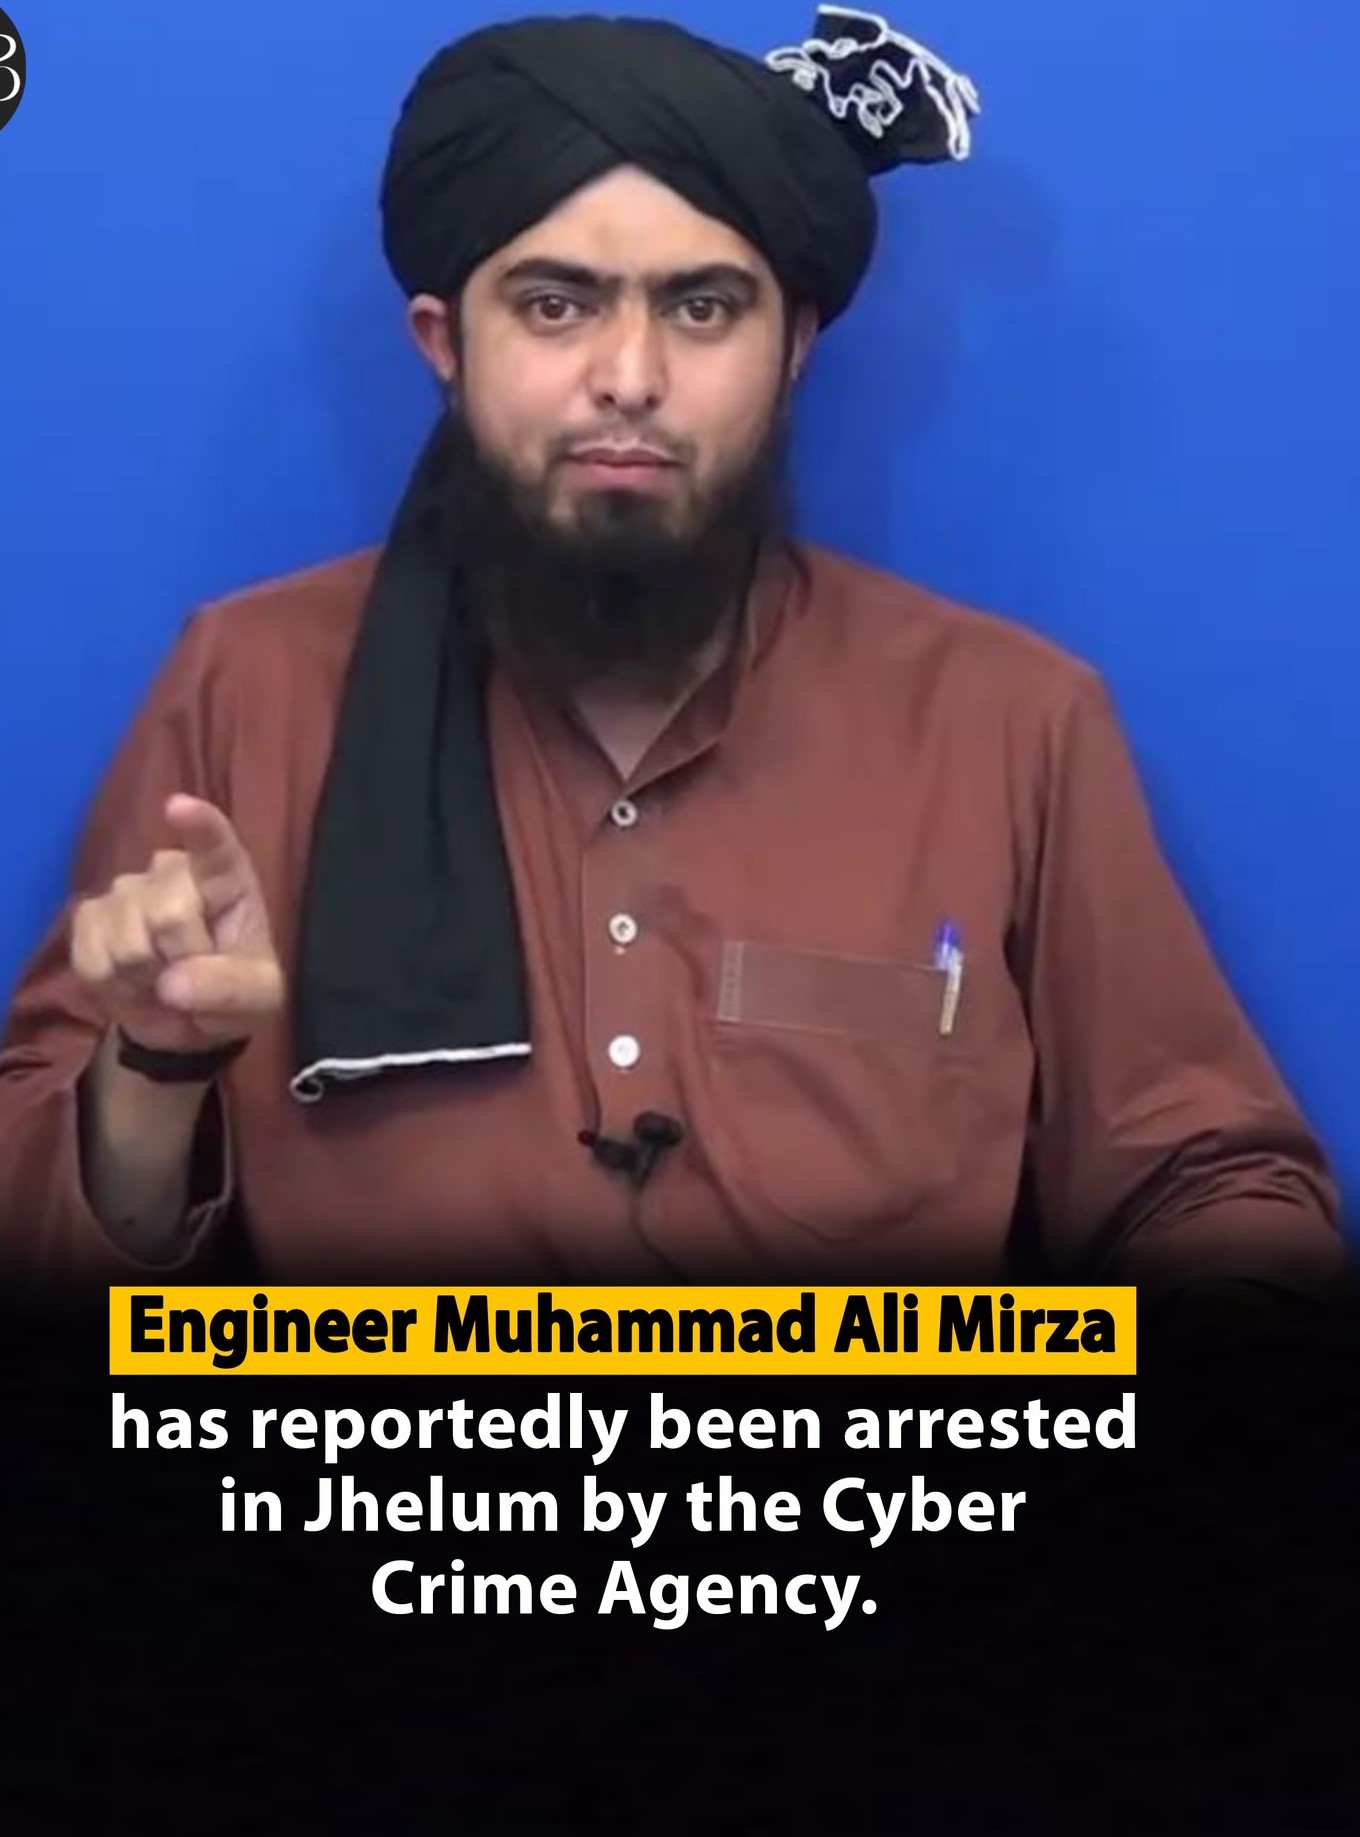 Engineer Muhammad Ali Mirza
has reportedly been arrested
in Jhelum by the Cyber
Crime Agency.